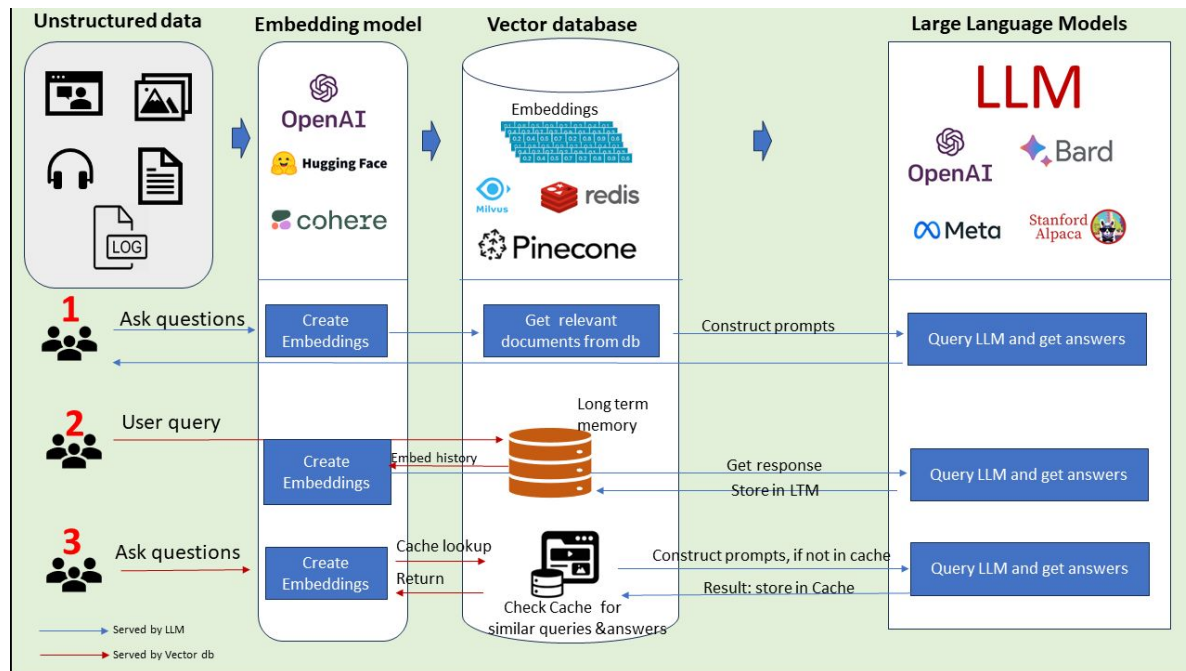 Unstructured data
Embedding model
Vector database
Large Language Models
OpenAI
Hugging Face
cohere
LOG
Embeddings
Milvus
redis
Pinecone
LLM
OpenAI
Bard
Meta
Stanford
Alpaca
1
Ask questions
Create
Embeddings
Get relevant
documents from db
Construct prompts
Query LLM and get answers
2
User query
Long term
memory
Embed history
Create
Embeddings
Get response
Store in LTM
Query LLM and get answers
3
Ask questions
Create
Embeddings
Cache lookup
Return
Check Cache for
similar queries &answers
Construct prompts, if not in cache
Result: store in Cache
Query LLM and get answers
Served by LLM
Served by Vector db